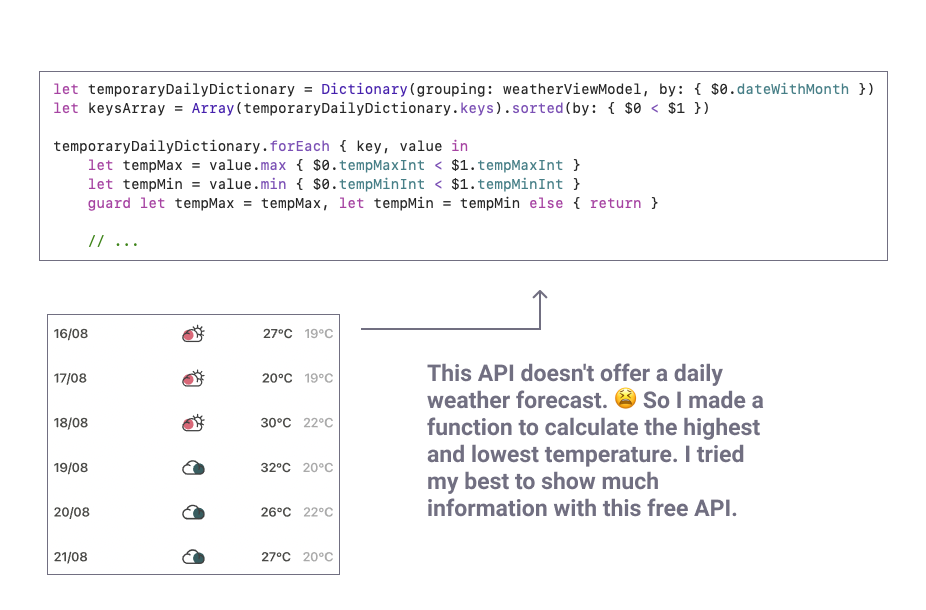 let temporaryDailyDictionary = Dictionary(grouping: weatherViewModel, by: { $0.dateWithMonth })
let keysArray = Array(temporaryDailyDictionary.keys).sorted(by: { $0 < $1 })
temporaryDailyDictionary.forEach { key, value in
let tempMax = value.max { $0.tempMaxInt < $1.tempMaxInt }
let tempMin = value.min { $0.tempMinInt < $1.tempMinInt }
guard let tempMax = tempMax, let tempMin = tempMin else { return }
// ...
16/08 27°C 19°C
17/08 20°C 19°C
18/08 30°C 22°C
19/08 32°C 20°C
20/08 26°C 22°C
21/08 27°C 20°C
This API doesn't offer a daily
weather forecast. 😫 So I made a
function to calculate the highest
and lowest temperature. I tried
my best to show much
information with this free API.